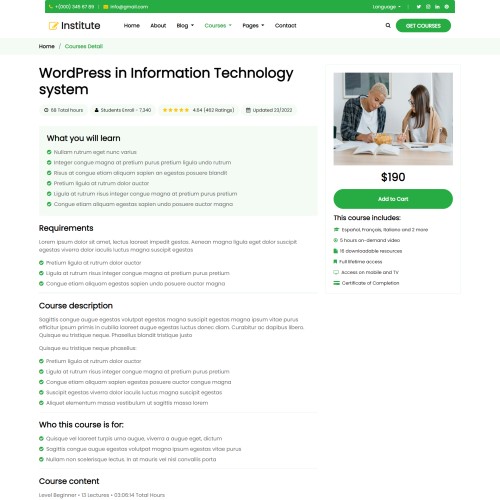 +(000) 345 67 89 | info@gmail.com
Language
Institute
Home About Blog Courses Pages Contact
GET COURSES
Home / Courses Detail
WordPress in Information Technology
system
68 Total hours
Students Enroll - 7,340
4.64 (462 Ratings)
Updated 23/2022
What you will learn
Nullam rutrum eget nunc varius
Integer congue magna at pretium purus pretium ligula undo rutrum
Risus at congue etiam aliquam sapien an egestas posuere blandit
Pretium ligula at rutrum dolor auctor
Ligula at rutrum risus integer congue magna at pretium purus pretium
Congue etiam aliquam egestas sapien undo posuere auctor magna
Requirements
Lorem ipsum dolor sit amet, lectus laoreet impedit gestas. Aenean magna ligula eget dolor suscipit
egestas viverra dolor iaculis luctus magna suscipit egestas
Pretium ligula at rutrum dolor auctor
Ligula at rutrum risus integer congue magna at pretium purus pretium
Congue etiam aliquam egestas sapien undo posuere auctor magna
Course description
Sagittis congue augue egestas volutpat egestas magna suscipit egestas magna ipsum vitae purus
efficitur ipsum primis in cubilia laoreet augue egestas luctus donec diam. Curabitur ac dapibus libero.
Quisque eu tristique neque. Phasellus blandit tristique justo
Quisque eu tristique neque phasellus:
Pretium ligula at rutrum dolor auctor
Ligula at rutrum risus integer congue magna at pretium purus pretium
Congue etiam aliquam sapien egestas posuere auctor congue magna
Suscipit egestas viverra dolor iaculis luctus magna suscipit egestas
Aliquet elementum massa vestibulum ut sagittis massa lorem
Who this course is for:
Quisque vel laoreet turpis urna augue, viverra a augue eget, dictum
Sagittis congue augue egestas volutpat egestas magna suscipit ipsum egestas vitae purus
Nullam non scelerisque lectus. In at mauris vel nisl convallis porta
Course content
Level Beginner • 13 Lectures • 03:06:14 Total Hours
$190
Add to Cart
This course includes:
Español, Français, Italiano and 2 more
5 hours on-demand video
18 downloadable resources
Full lifetime access
Access on mobile and TV
Certificate of Completion